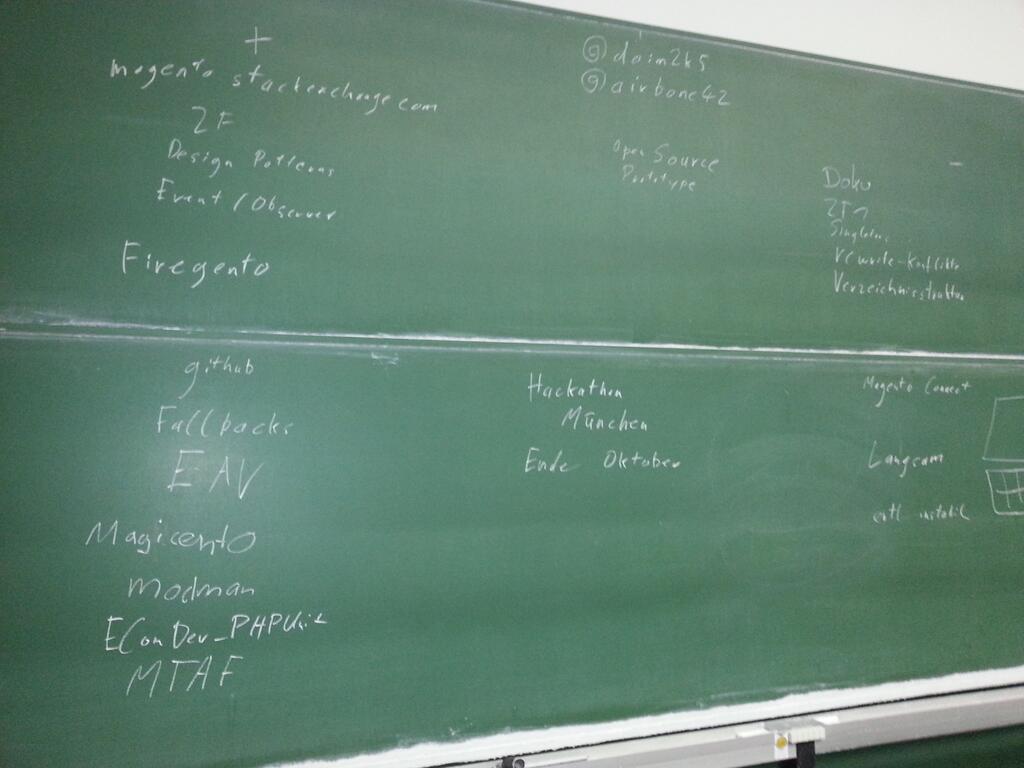 +
magento stackexchange com
ZF
Design Patterns
Event / Observer
Firegento
github
Fallbacks
EAV
Magicento
modman
EComDev_PHPUnit
MTAF
@
@ airbone42
Open Source
Prototype
Hackathon
München
Ende Oktober
-
Doku
ZF1
Singletons
rewrite-Konflikte
Verzeichnisstruktur
Magento Connect
Langsam
evtl instabil